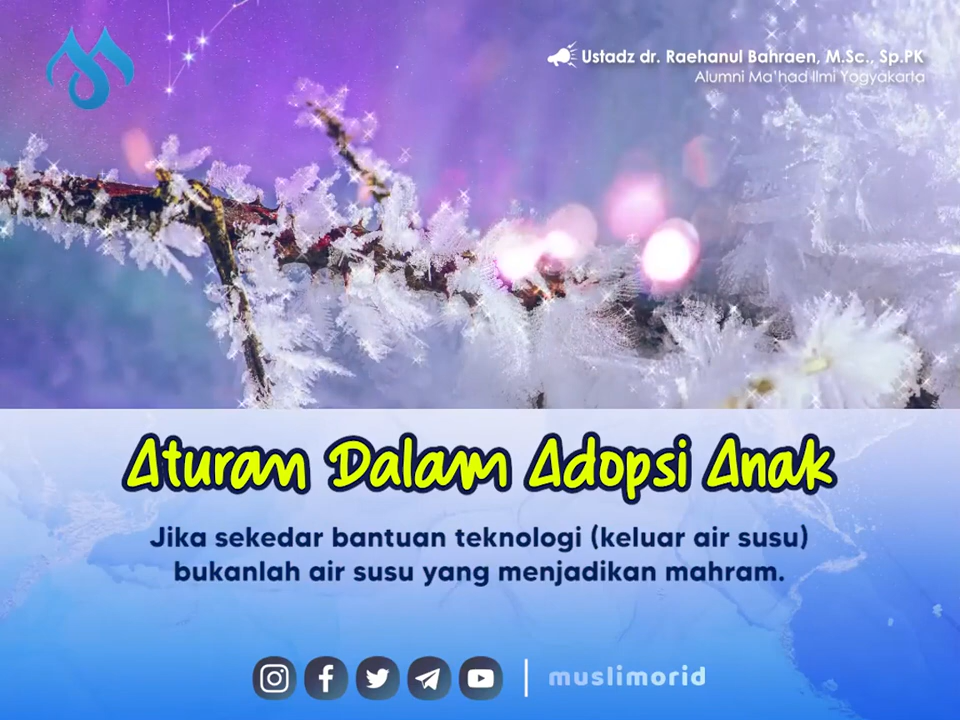 Ustadz dr. Raehanul Bahraen, M.Sc., Sp.PK
Alumni Ma'had Ilmi Yogyakarta
Aturan Dalam Adopsi Anak
Jika sekedar bantuan teknologi (keluar air susu)
bukanlah air susu yang menjadikan mahram.
muslimorid